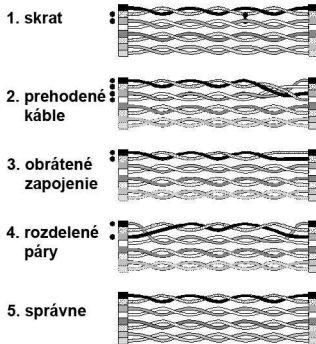 1. skrat
2. prehodené
káble
3. obrátené
zapojenie
4. rozdelené
páry
5. správne